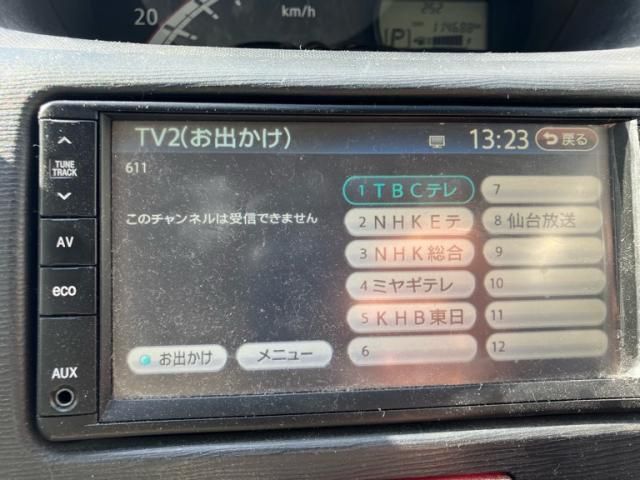 20
km/h
252
P
TV2(お出かけ)
13:23
戻る
TUNE
TRACK
AV
eco
AUX
611
このチャンネルは受信できません
1 TBCテレ
2 NHKEテ
3 NHK総合
4 ミヤギテレ
5 KHB東日
6
7
8 仙台放送
9
10
11
12
お出かけ
メニュー